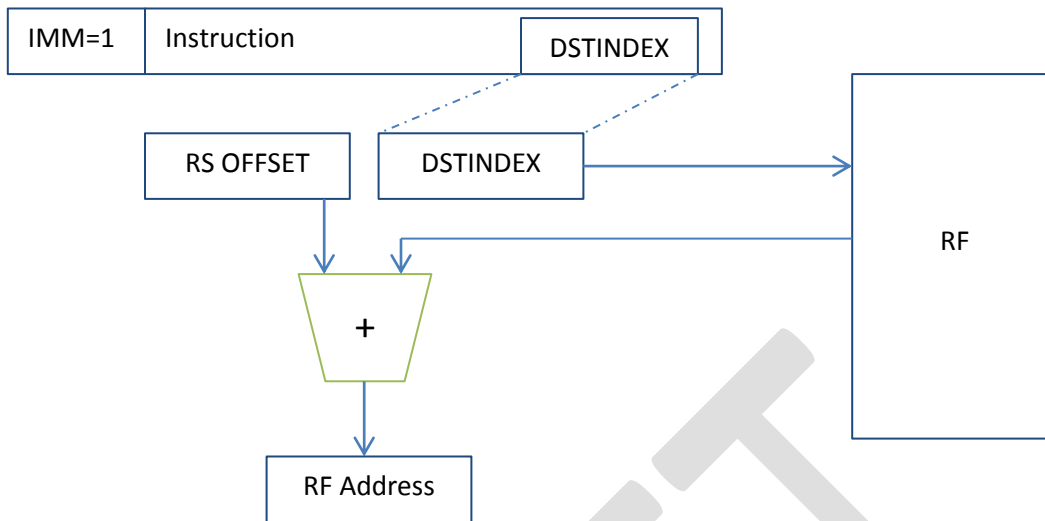 IMM=1 Instruction DSTINDEX
RS OFFSET DSTINDEX
RF
+
RF Address